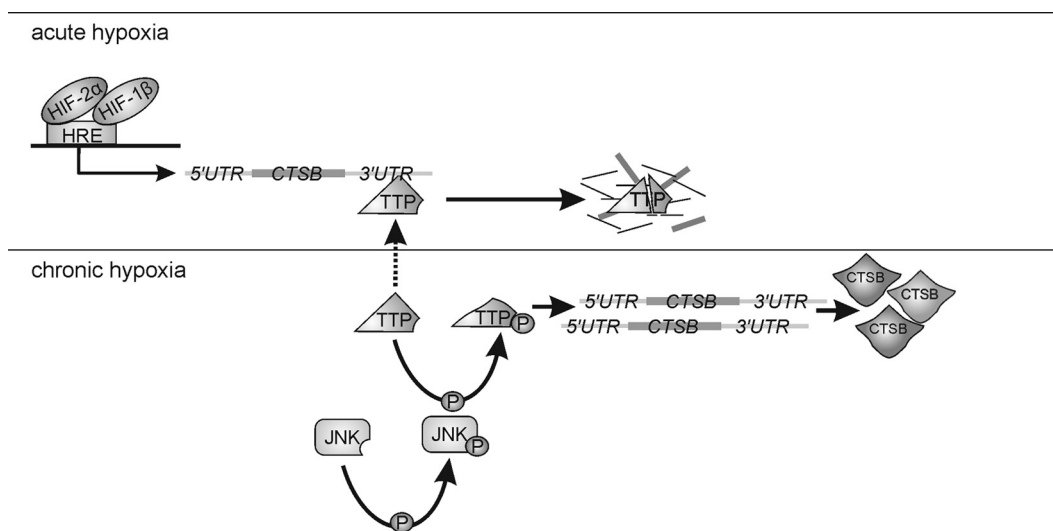 acute hypoxia
HIF-2α HIF-1β
HRE
5'UTR CTSB 3'UTR
TTP
TTP
chronic hypoxia
TTP
TTP P
5'UTR CTSB 3'UTR
5'UTR CTSB 3'UTR
CTSB
CTSB
CTSB
P
JNK
JNK P
P